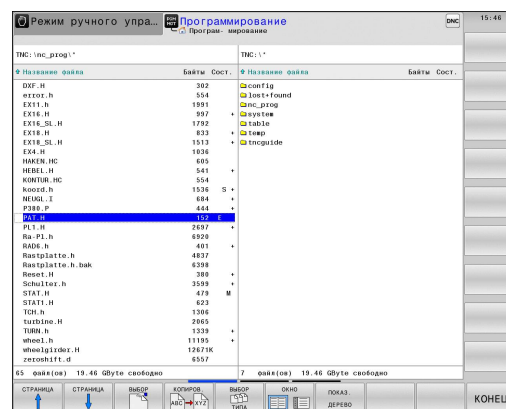 Режим ручного упра… PGM MGT Программирование DNC 15:46
Програм- мирование
TNC:\nc_prog\*
Название файла Байты Сост.
DXF.H 302
error.h 554
EX11.h 1991
EX16.H 997 +
EX16_SL.H 1792
EX18.H 833 +
EX18_SL.H 1513 +
EX4.H 1036
HAKEN.HC 605
HEBEL.H 541 +
KONTUR.HC 554
koord.h 1536 S +
NEUGL.I 684 +
P380.P 444 +
PAT.H 152 E
PL1.H 2697 +
Ra-Pl.h 6920
RAD6.h 401 +
Rastplatte.h 4837
Rastplatte.h.bak 6398
Reset.H 380 +
Schulter.h 3599 +
STAT.H 479 M
STAT1.H 623
TCH.h 1306
turbine.H 2065
TURN.h 1339 +
wheel.h 11195 +
wheelgirder.H 12671K
zeroshift.d 6557
65 файл(ов) 19.46 GByte свободно
TNC:\*
Название файла Байты Сост.
config
lost+found
nc_prog
system
table
temp
tncguide
7 файл(ов) 19.46 GByte свободно
СТРАНИЦА СТРАНИЦА ВЫБОР КОПИРОВ. ВЫБОР ОКНО ПОКАЗ. КОНЕЦ
ABC XYZ ТИПА ДЕРЕВО